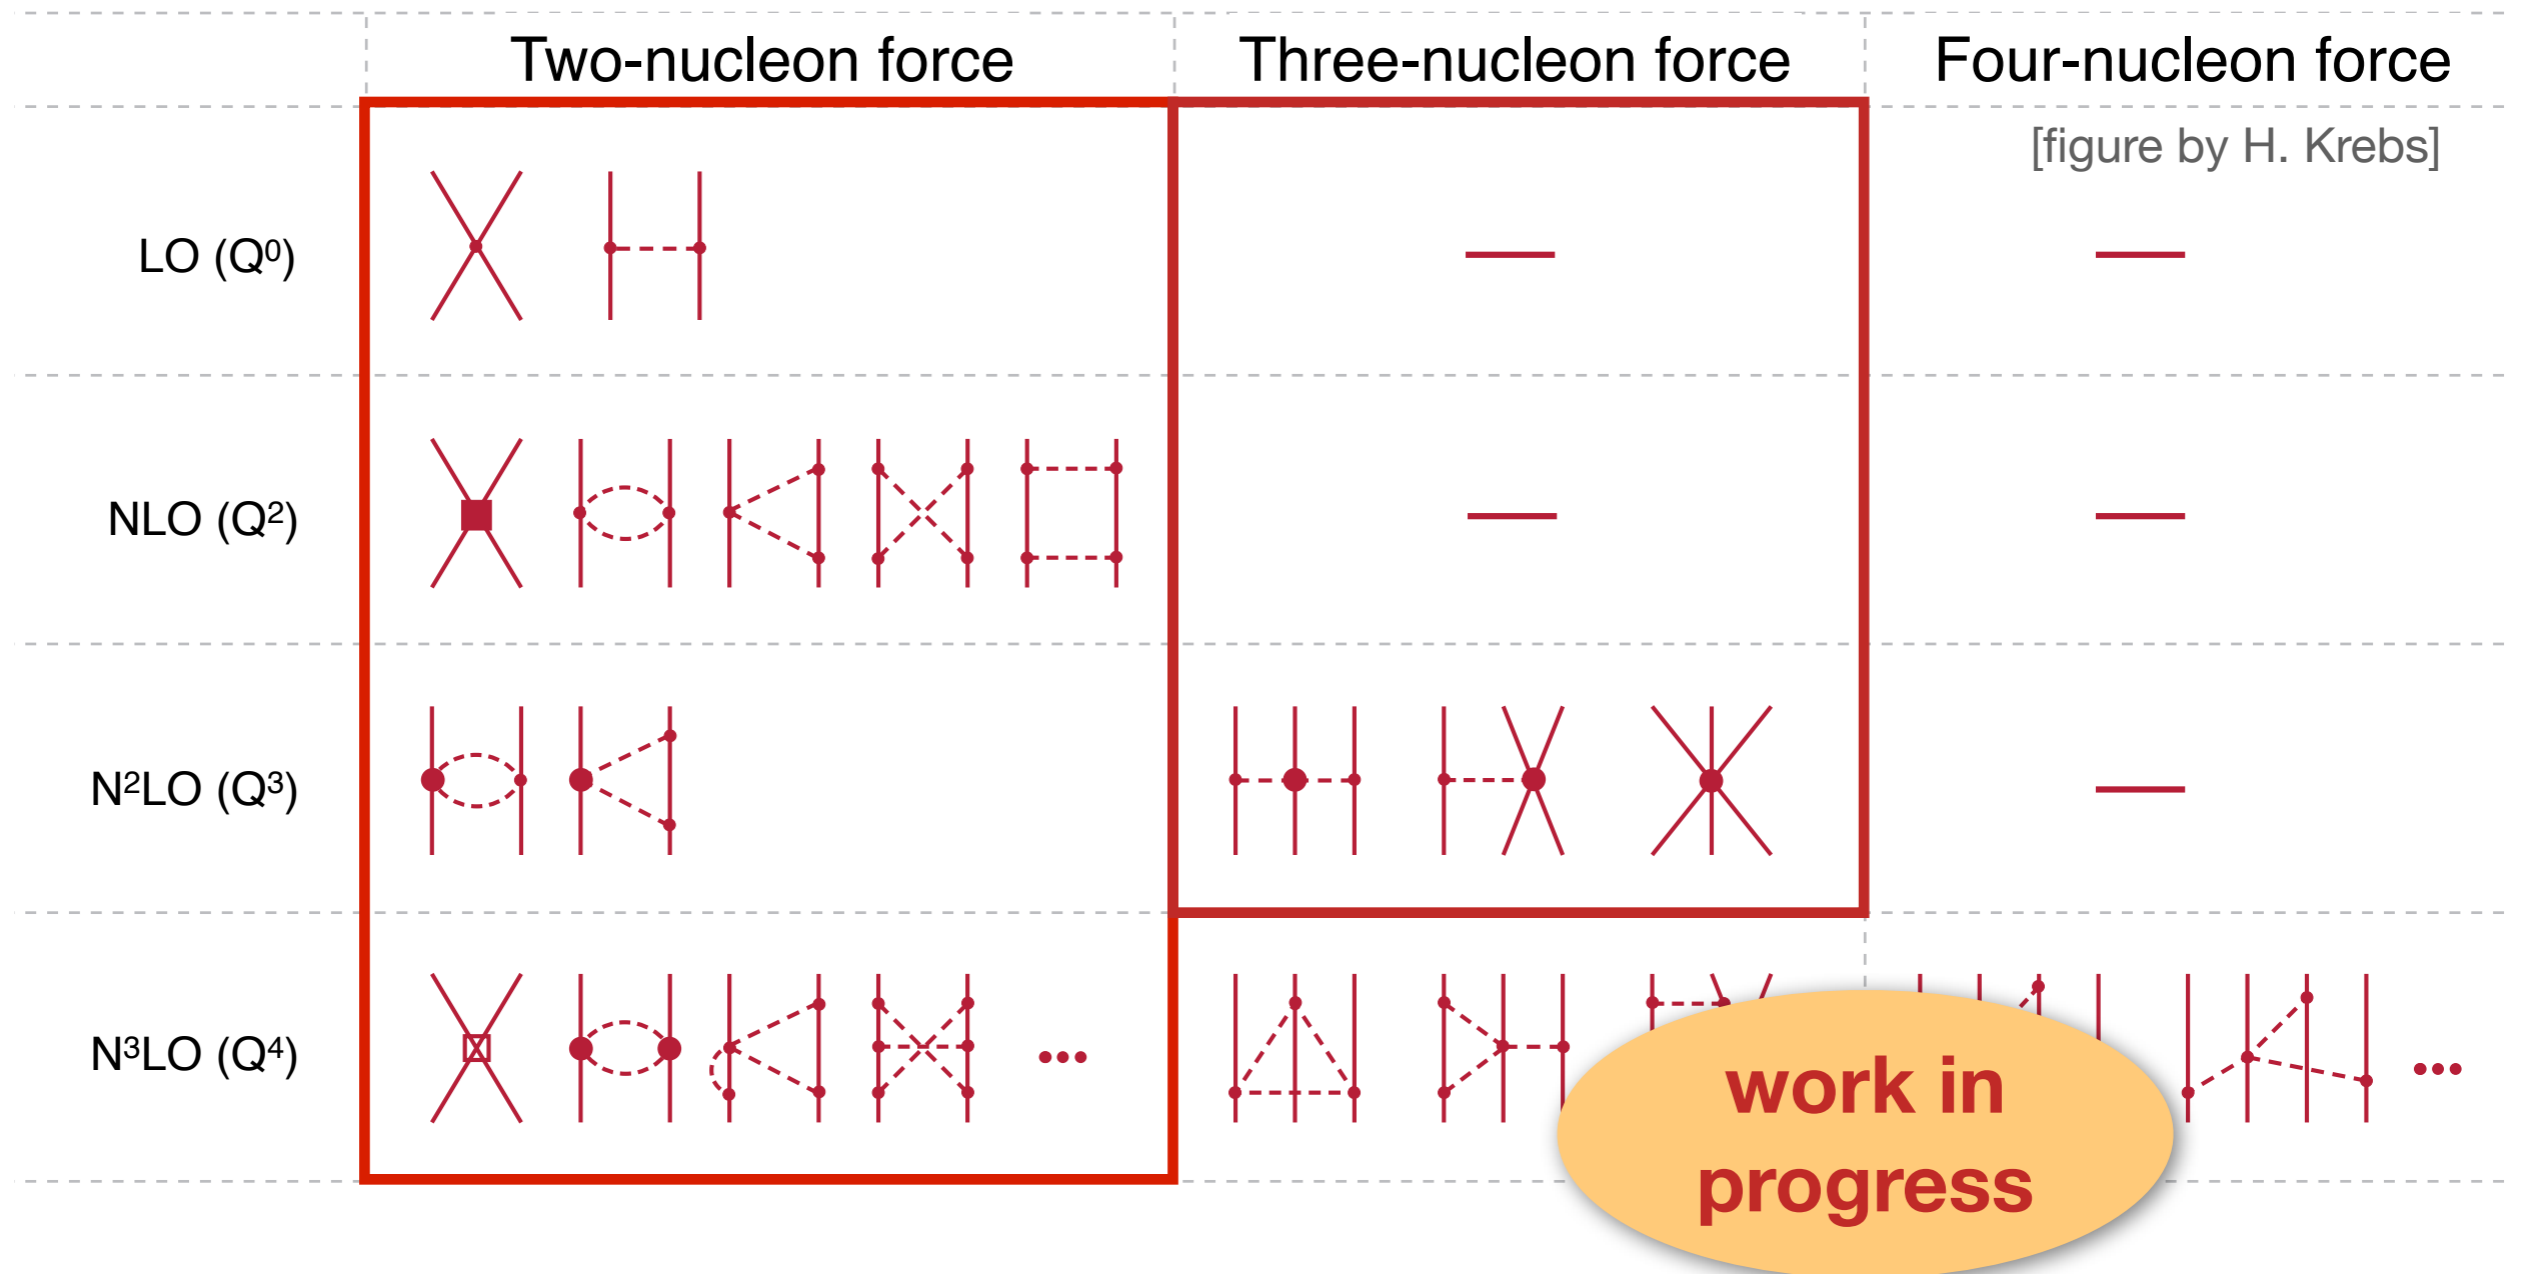 Two-nucleon force
Three-nucleon force
Four-nucleon force
[figure by H. Krebs]
LO (Q⁰)
NLO (Q²)
N²LO (Q³)
N³LO (Q⁴)
work in
progress